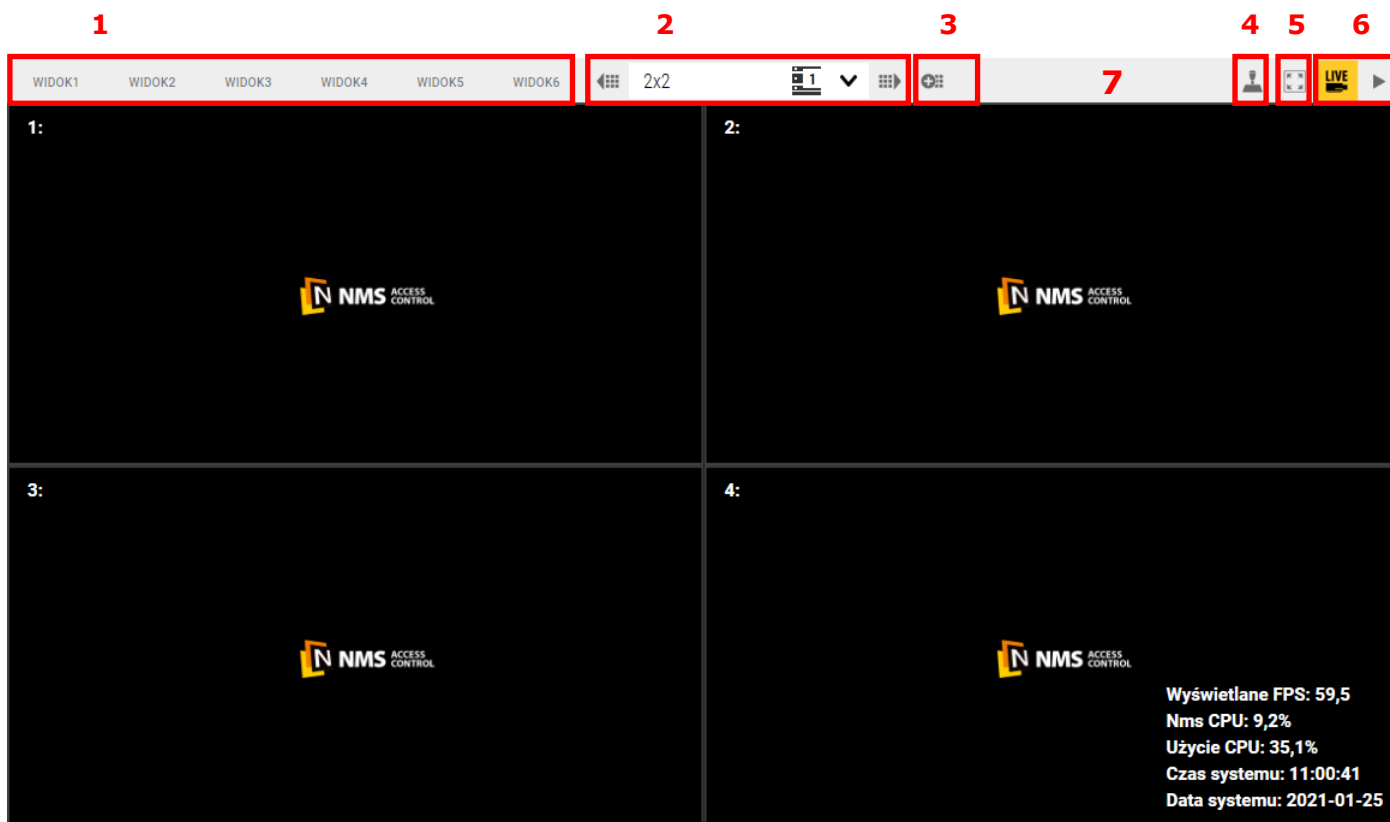 1 2 3 4 5 6
WIDOK1 WIDOK2 WIDOK3 WIDOK4 WIDOK5 WIDOK6 2x2 1 7 LIVE
1: 2:
N NMS ACCESS CONTROL N NMS ACCESS CONTROL
3: 4:
N NMS ACCESS CONTROL N NMS ACCESS CONTROL
Wyświetlane FPS: 59,5
Nms CPU: 9,2%
Użycie CPU: 35,1%
Czas systemu: 11:00:41
Data systemu: 2021-01-25